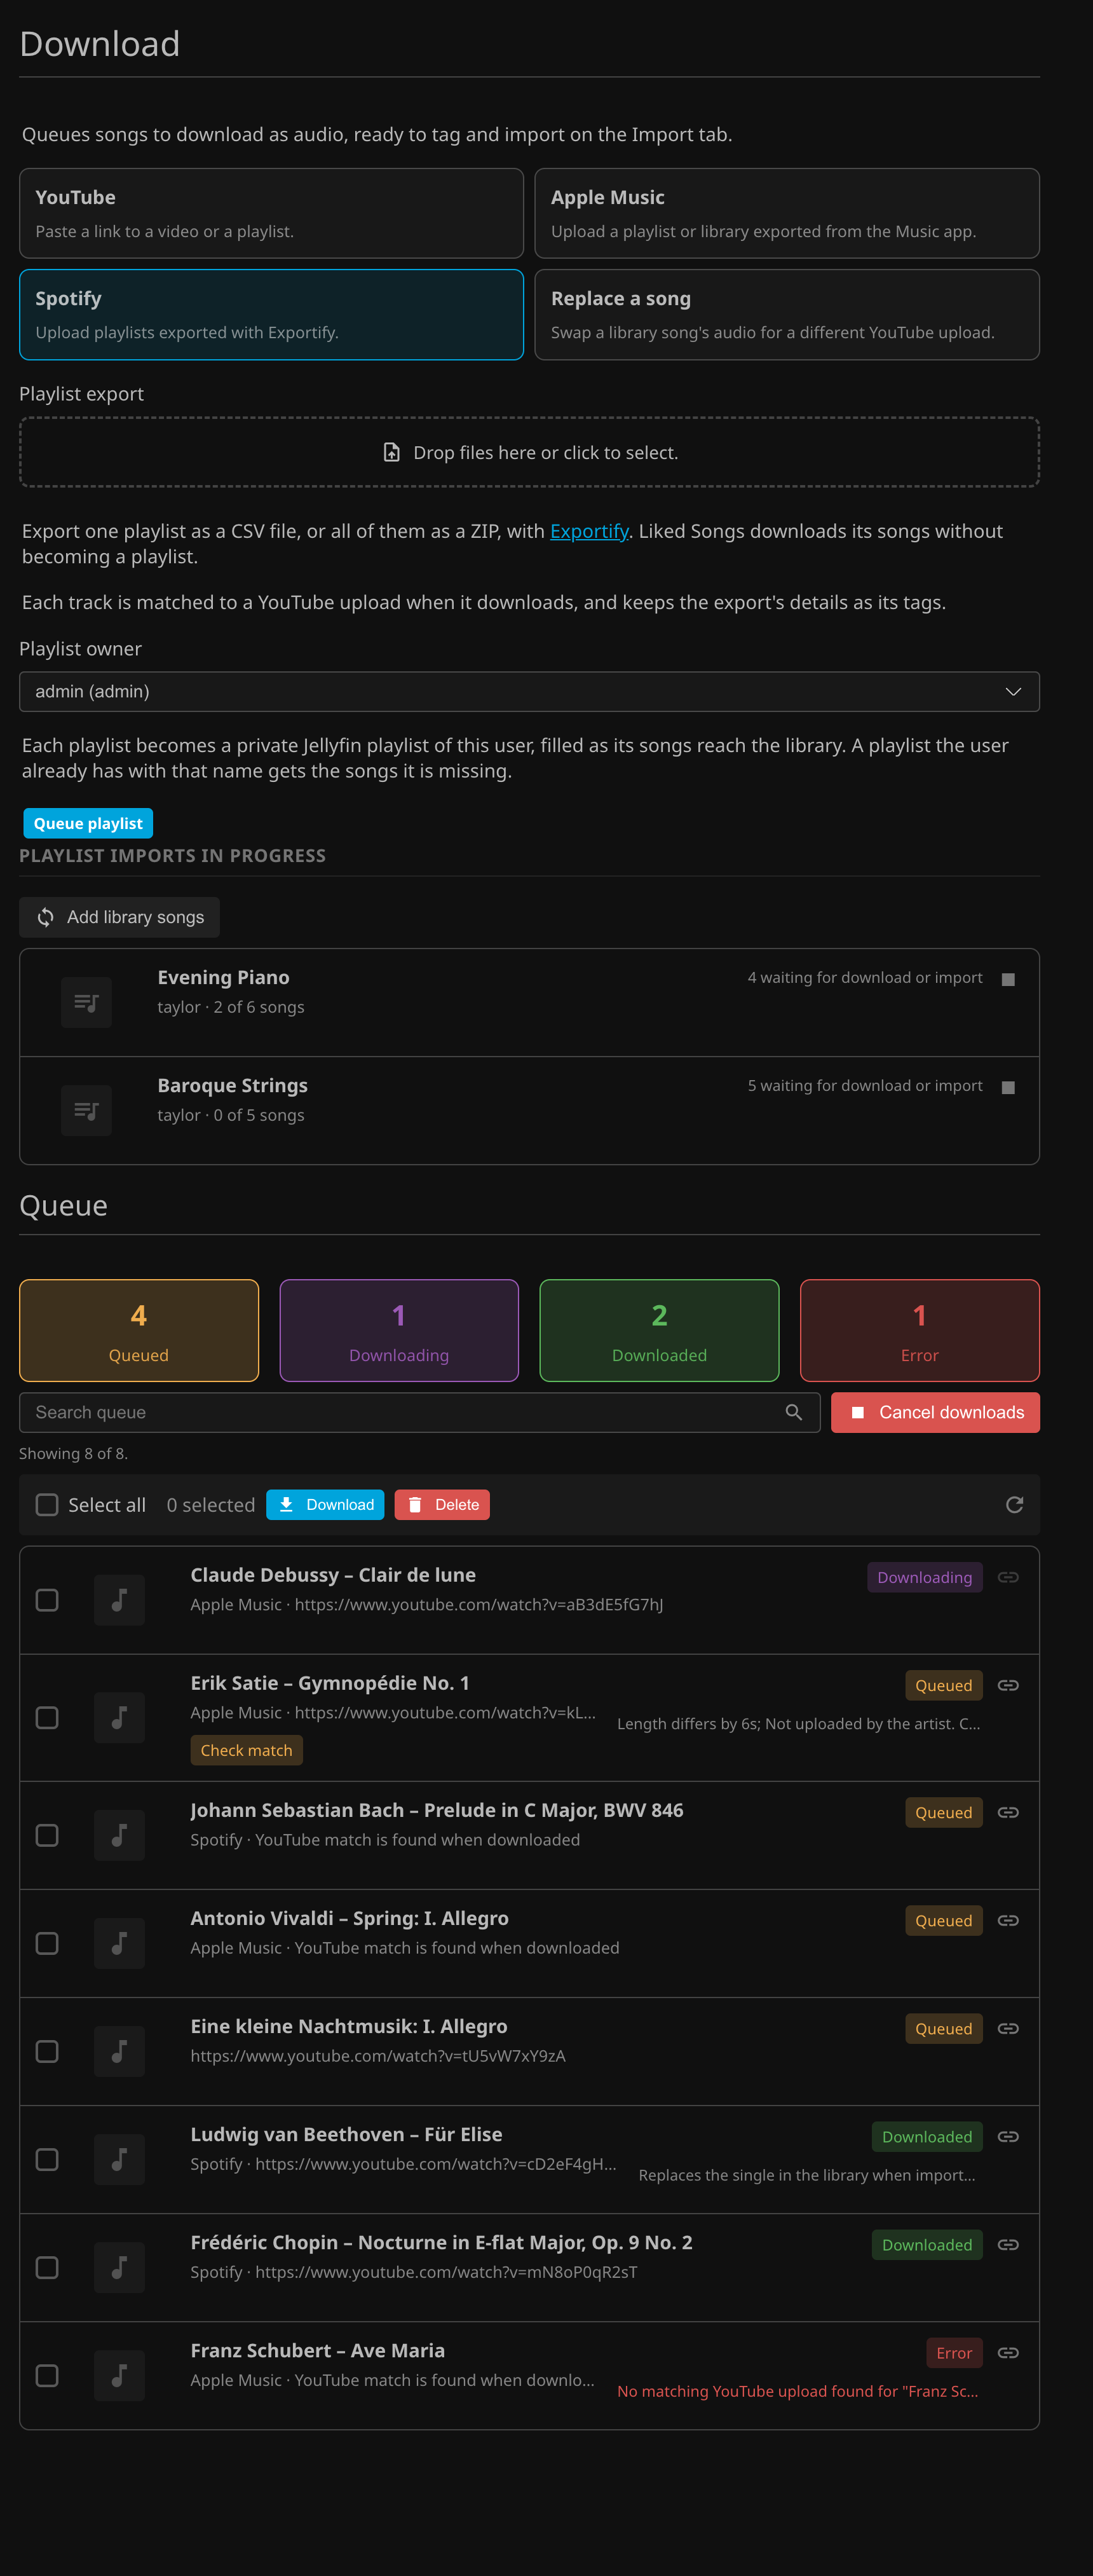 Download
Queues songs to download as audio, ready to tag and import on the Import tab.
YouTube
Paste a link to a video or a playlist.
Apple Music
Upload a playlist or library exported from the Music app.
Spotify
Upload playlists exported with Exportify.
Replace a song
Swap a library song's audio for a different YouTube upload.
Playlist export
Drop files here or click to select.
Export one playlist as a CSV file, or all of them as a ZIP, with Exportify. Liked Songs downloads its songs without
becoming a playlist.
Each track is matched to a YouTube upload when it downloads, and keeps the export's details as its tags.
Playlist owner
admin (admin)
Each playlist becomes a private Jellyfin playlist of this user, filled as its songs reach the library. A playlist the user
already has with that name gets the songs it is missing.
Queue playlist
PLAYLIST IMPORTS IN PROGRESS
Add library songs
Evening Piano
4 waiting for download or import
taylor · 2 of 6 songs
Baroque Strings
5 waiting for download or import
taylor · 0 of 5 songs
Queue
4
Queued
1
Downloading
2
Downloaded
1
Error
Search queue
Cancel downloads
Showing 8 of 8.
Select all
0 selected
Download
Delete
Claude Debussy – Clair de lune
Downloading
Apple Music · https://www.youtube.com/watch?v=aB3dE5fG7hJ
Erik Satie – Gymnopédie No. 1
Queued
Apple Music · https://www.youtube.com/watch?v=kL...
Length differs by 6s; Not uploaded by the artist. C...
Check match
Johann Sebastian Bach – Prelude in C Major, BWV 846
Queued
Spotify · YouTube match is found when downloaded
Antonio Vivaldi – Spring: I. Allegro
Queued
Apple Music · YouTube match is found when downloaded
Eine kleine Nachtmusik: I. Allegro
Queued
https://www.youtube.com/watch?v=tU5vW7xY9zA
Ludwig van Beethoven – Für Elise
Downloaded
Spotify · https://www.youtube.com/watch?v=cD2eF4gH...
Replaces the single in the library when import...
Frédéric Chopin – Nocturne in E-flat Major, Op. 9 No. 2
Downloaded
Spotify · https://www.youtube.com/watch?v=mN8oP0qR2sT
Franz Schubert – Ave Maria
Error
Apple Music · YouTube match is found when downlo...
No matching YouTube upload found for "Franz Sc...